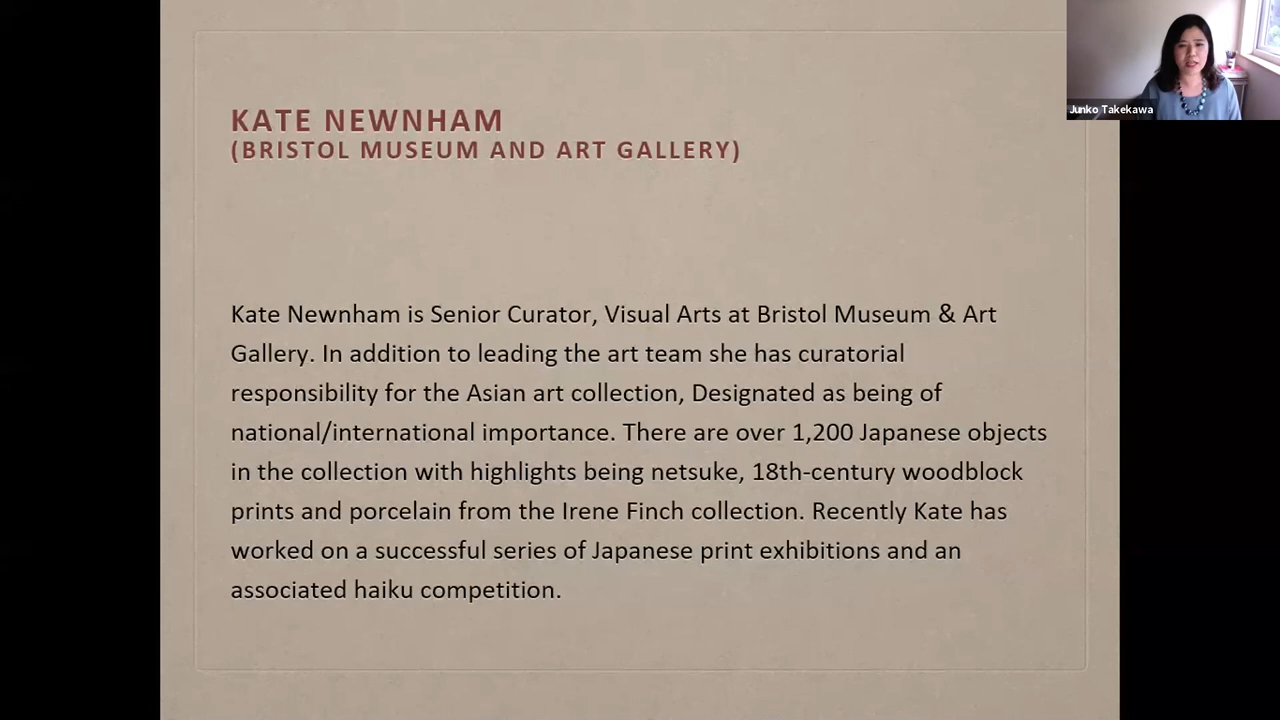 KATE NEWNHAM
(BRISTOL MUSEUM AND ART GALLERY)
Junko Takekawa
Kate Newnham is Senior Curator, Visual Arts at Bristol Museum & Art
Gallery. In addition to leading the art team she has curatorial
responsibility for the Asian art collection, Designated as being of
national/international importance. There are over 1,200 Japanese objects
in the collection with highlights being netsuke, 18th-century woodblock
prints and porcelain from the Irene Finch collection. Recently Kate has
worked on a successful series of Japanese print exhibitions and an
associated haiku competition.